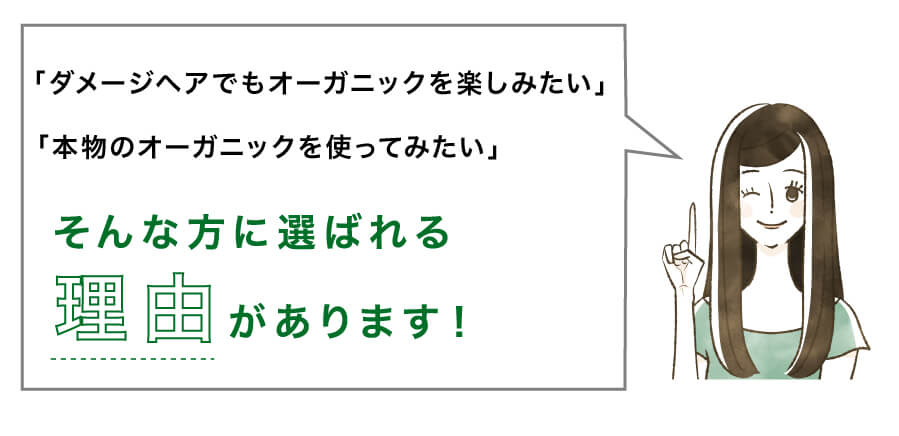 「ダメージヘアでもオーガニックを楽しみたい」
「本物のオーガニックを使ってみたい」
そんな方に選ばれる
理由があります！